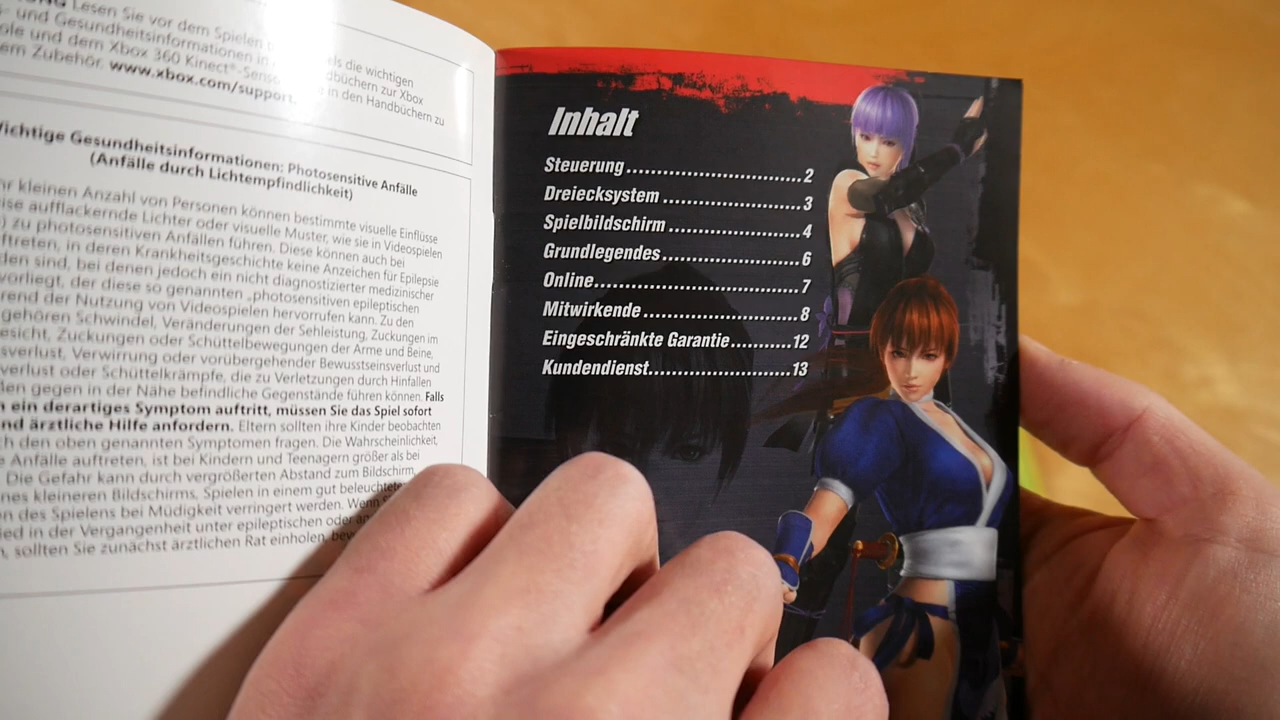 Lesen Sie vor dem Spielen
und Gesundheitsinformationen in die wichtigen
und dem Xbox 360 Kinect®-Senso zur Xbox
Zubehör. www.xbox.com/support. in den Handbüchern zu
ichtige Gesundheitsinformationen: Photosensitive Anfälle
(Anfälle durch Lichtempfindlichkeit)
kleinen Anzahl von Personen können bestimmte visuelle Einflüsse
aufflackernde Lichter oder visuelle Muster, wie sie in Videospielen
zu photosensitiven Anfällen führen. Diese können auch bei
ftreten, in deren Krankheitsgeschichte keine Anzeichen für Epilepsie
den sind, bei denen jedoch ein nicht diagnostizierter medizinischer
vorliegt, der diese so genannten „photosensitiven epileptischen
rend der Nutzung von Videospielen hervorrufen kann. Zu den
gehören Schwindel, Veränderungen der Sehleistung, Zuckungen im
esicht, Zuckungen oder Schüttelbewegungen der Arme und Beine,
sverlust, Verwirrung oder vorübergehender Bewusstseinsverlust und
verlust oder Schüttelkrämpfe, die zu Verletzungen durch Hinfallen
gegen in der Nähe befindliche Gegenstände führen können. Falls
ein derartiges Symptom auftritt, müssen Sie das Spiel sofort
nd ärztliche Hilfe anfordern. Eltern sollten ihre Kinder beobachten
ch den oben genannten Symptomen fragen. Die Wahrscheinlichkeit,
e Anfälle auftreten, ist bei Kindern und Teenagern größer als bei
Die Gefahr kann durch vergrößerten Abstand zum Bildschirm,
nes kleineren Bildschirms, Spielen in einem gut beleuchtete
n des Spielens bei Müdigkeit verringert werden. Wenn
ied in der Vergangenheit unter epileptischen oder
sollten Sie zunächst ärztlichen Rat einholen, bev
Inhalt
Steuerung..............................2
Dreiecksystem........................3
Spielbildschirm.......................4
Grundlegendes........................6
Online....................................7
Mitwirkende...........................8
Eingeschränkte Garantie..........12
Kundendienst........................13